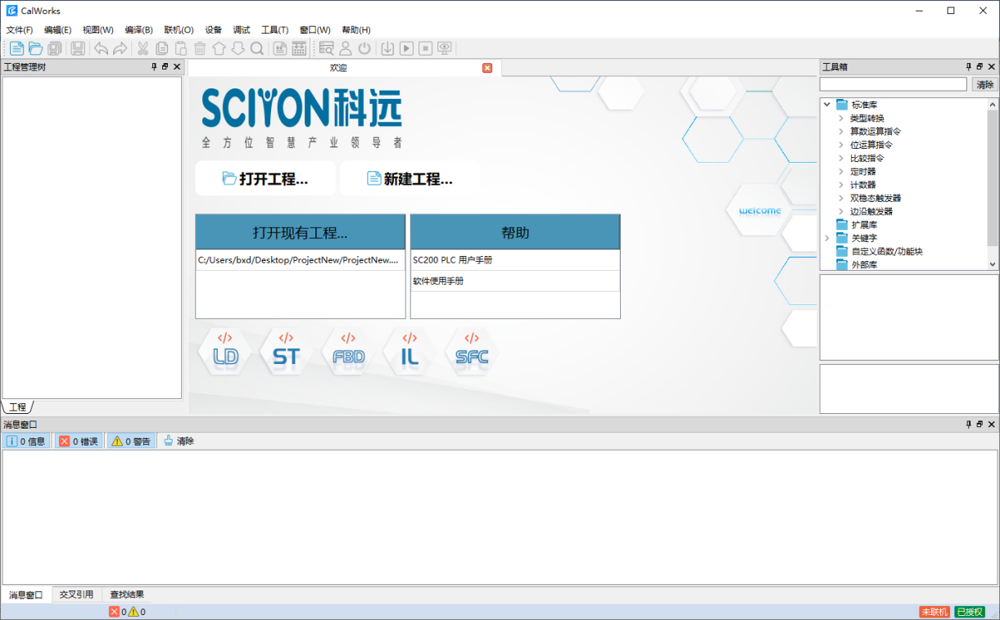 CalWorks
文件(F) 编辑(E) 视图(W) 编译(B) 联机(O) 设备 调试 工具(T) 窗口(W) 帮助(H)
工程管理树
欢迎
工具箱
清除
SCIYON科远
全方位智慧产业领导者
打开工程...
新建工程...
打开现有工程...
帮助
C:/Users/bxd/Desktop/ProjectNew/ProjectNew....
SC200 PLC 用户手册
软件使用手册
welcome
</> LD
</> ST
</> FBD
</> IL
</> SFC
标准库
类型转换
算数运算指令
位运算指令
比较指令
定时器
计数器
双稳态触发器
边沿触发器
扩展库
关键字
自定义函数/功能块
外部库
工程
消息窗口
0 信息 0 错误 0 警告 清除
消息窗口 交叉引用 查找结果
0 0
未联机 已授权